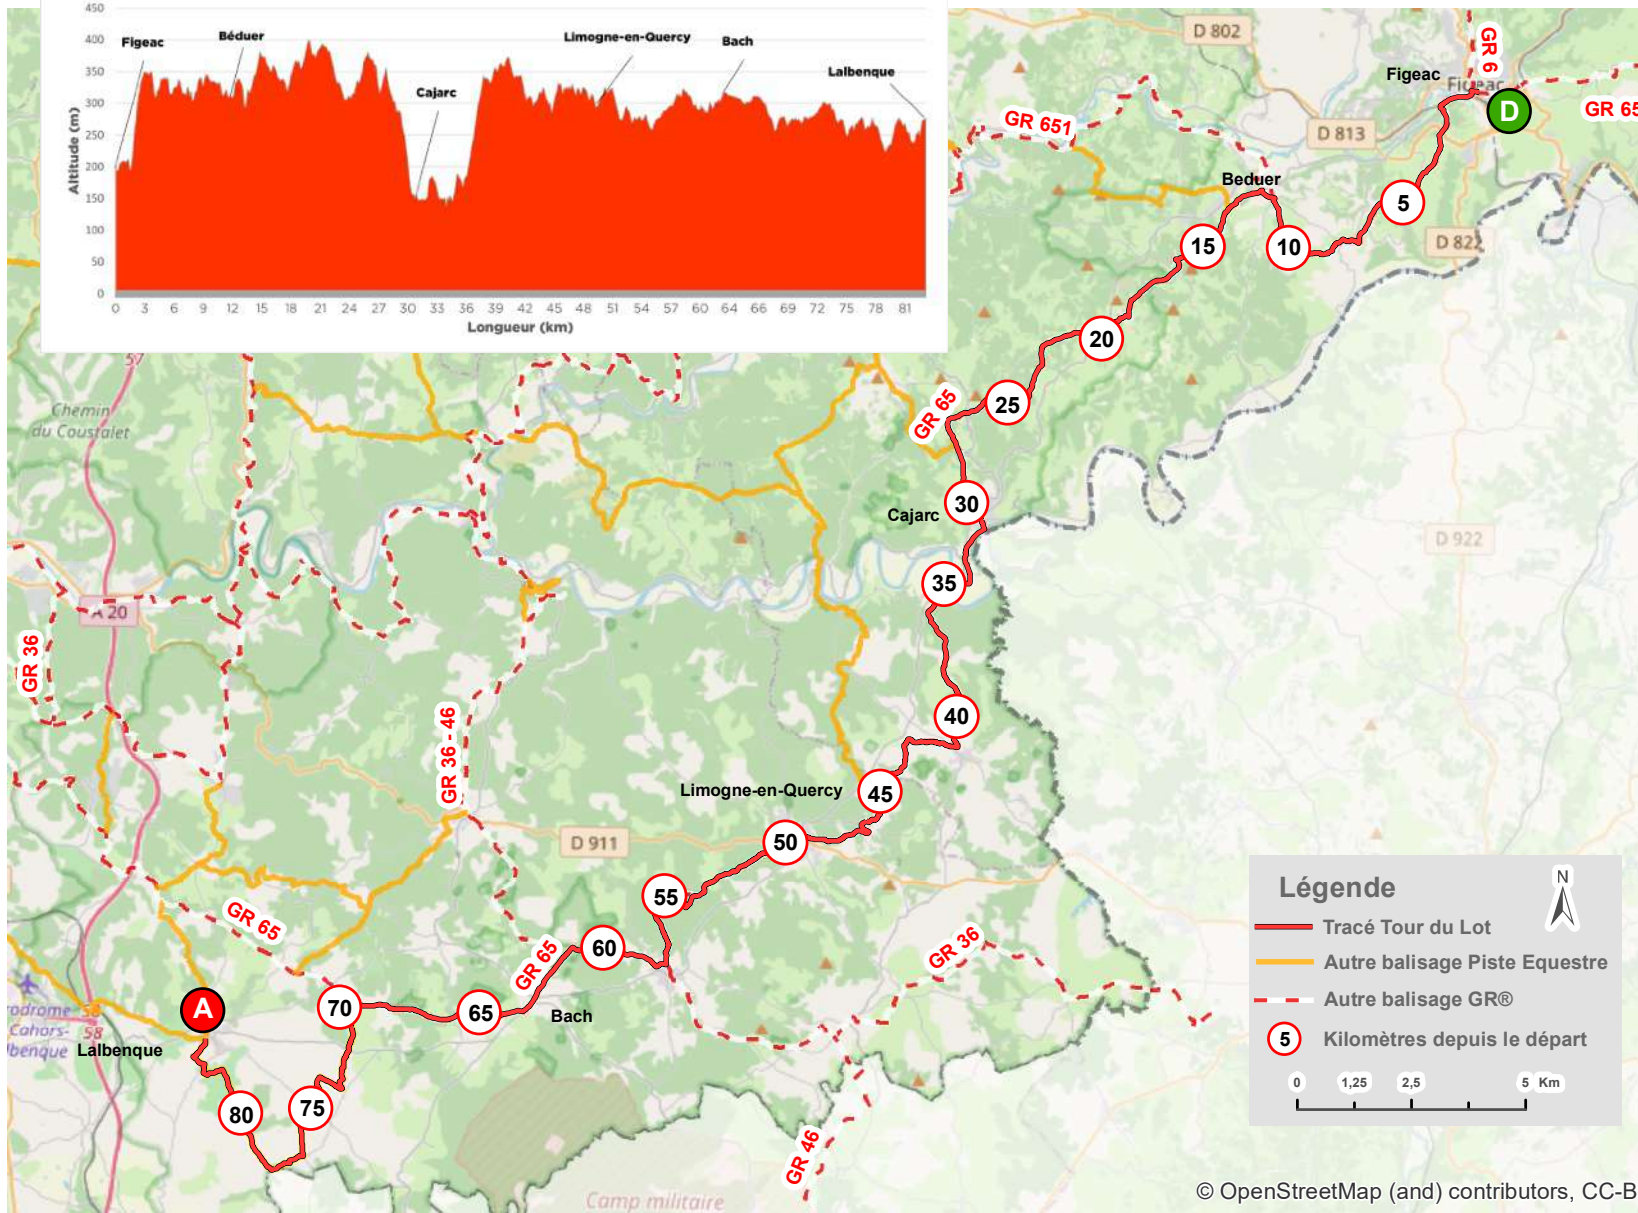 450
400
350
300
250
200
150
100
50
0
Altitude (m)
Figeac
Béduer
Cajarc
Limogne-en-Quercy
Bach
Lalbenque
0 3 6 9 12 15 18 21 24 27 30 33 36 39 42 45 48 51 54 57 60 63 64 66 69 72 75 78 81
Longueur (km)
D 802
GR 6
Figeac
Figeac
D
GR 65
GR 651
D 813
Beduer
5
D 822
15
10
20
57
25
GR 65
Chemin
du Coustalet
30
Cajarc
D 922
35
A 20
GR 36
40
GR 36 - 46
Limogne-en-Quercy
45
D 911
50
55
GR 65
60
GR 65
GR 36
A
70
65
Bach
58
58
Cahors-
Lalbenque
80
75
GR 46
Camp militaire
Légende
N
Tracé Tour du Lot
Autre balisage Piste Equestre
Autre balisage GR®
5 Kilomètres depuis le départ
0 1,25 2,5 5 Km
© OpenStreetMap (and) contributors, CC-B